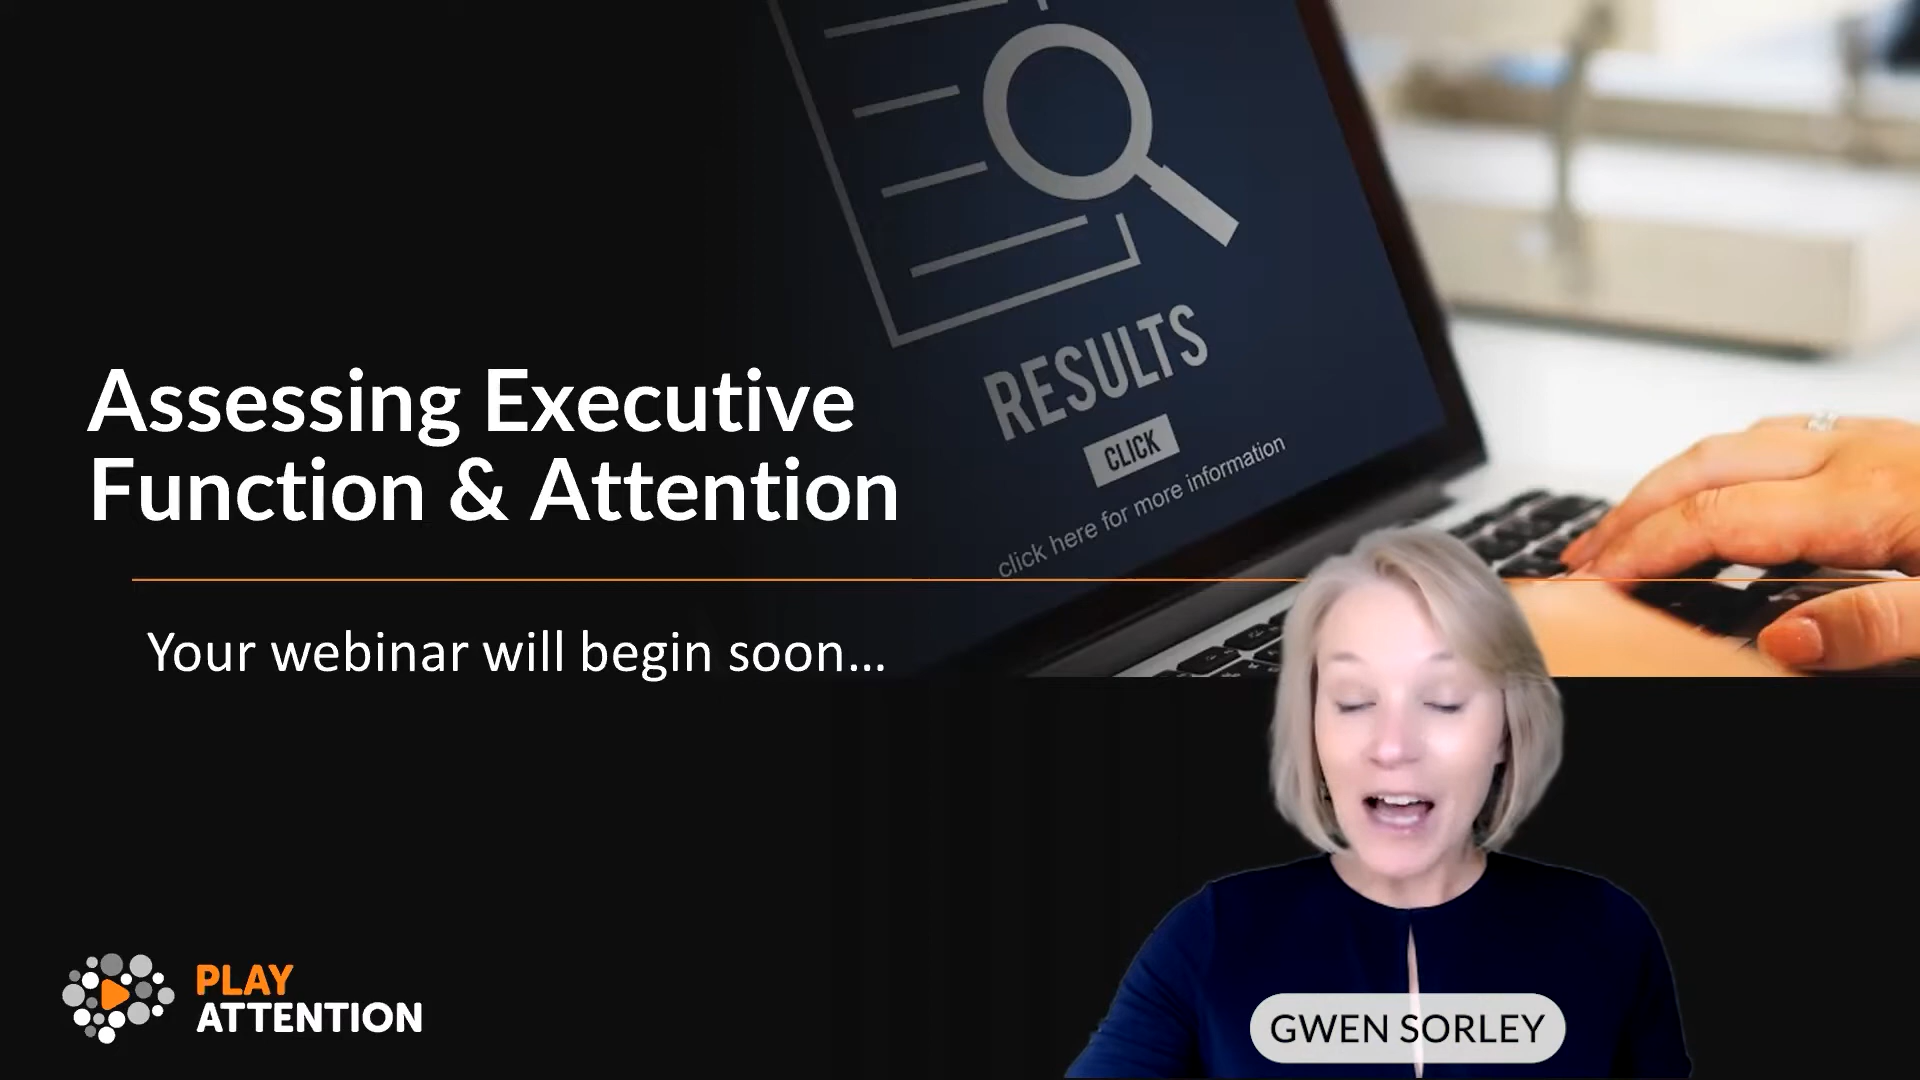 RESULTS
CLICK
click here for more information
Assessing Executive
Function & Attention
Your webinar will begin soon...
PLAY
ATTENTION
GWEN SORLEY